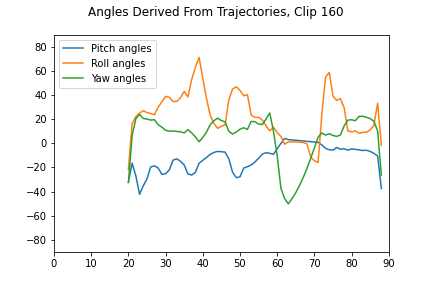 Angles Derived From Trajectories, Clip 160
Pitch angles
Roll angles
Yaw angles
80
60
40
20
0
−20
−40
−60
−80
0 10 20 30 40 50 60 70 80 90